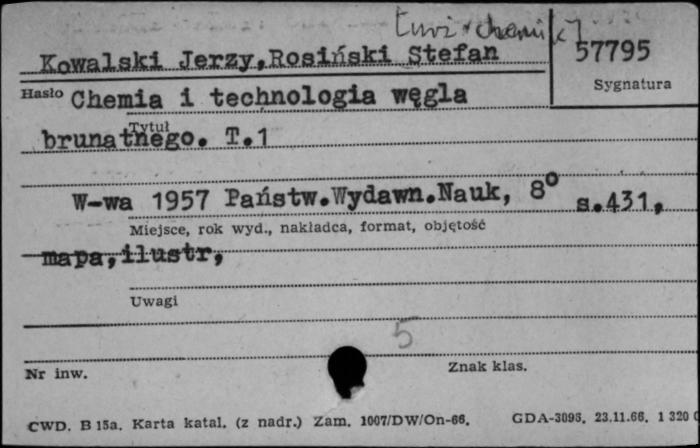 Kowalski Jerzy, Rosiński Stefan
57795
Sygnatura
Hasło Chemia i technologia węgla
Tytuł
brunatnego. T.1
W-wa 1957 Państw.Wydawn.Nauk, 8° s.431,
Miejsce, rok wyd., nakładca, format, objętość
mapa,ilustr,
Uwagi
5
Nr inw.
Znak klas.
CWD. B 15a. Karta katal. (z nadr.) Zam. 1007/DW/On-66. GDA-3095. 23.11.66. 1 320 0